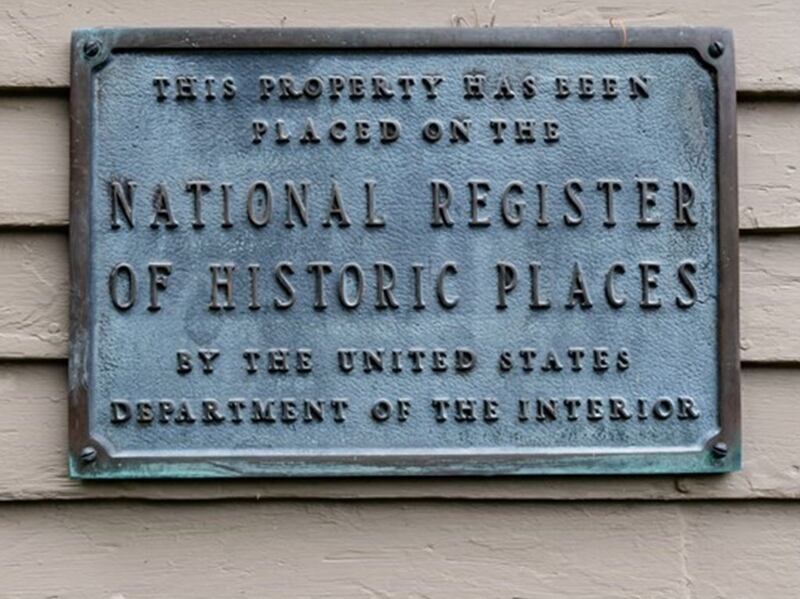 THIS PROPERTY HAS BEEN
PLACED ON THE
NATIONAL REGISTER
OF HISTORIC PLACES
BY THE UNITED STATES
DEPARTMENT OF THE INTERIOR